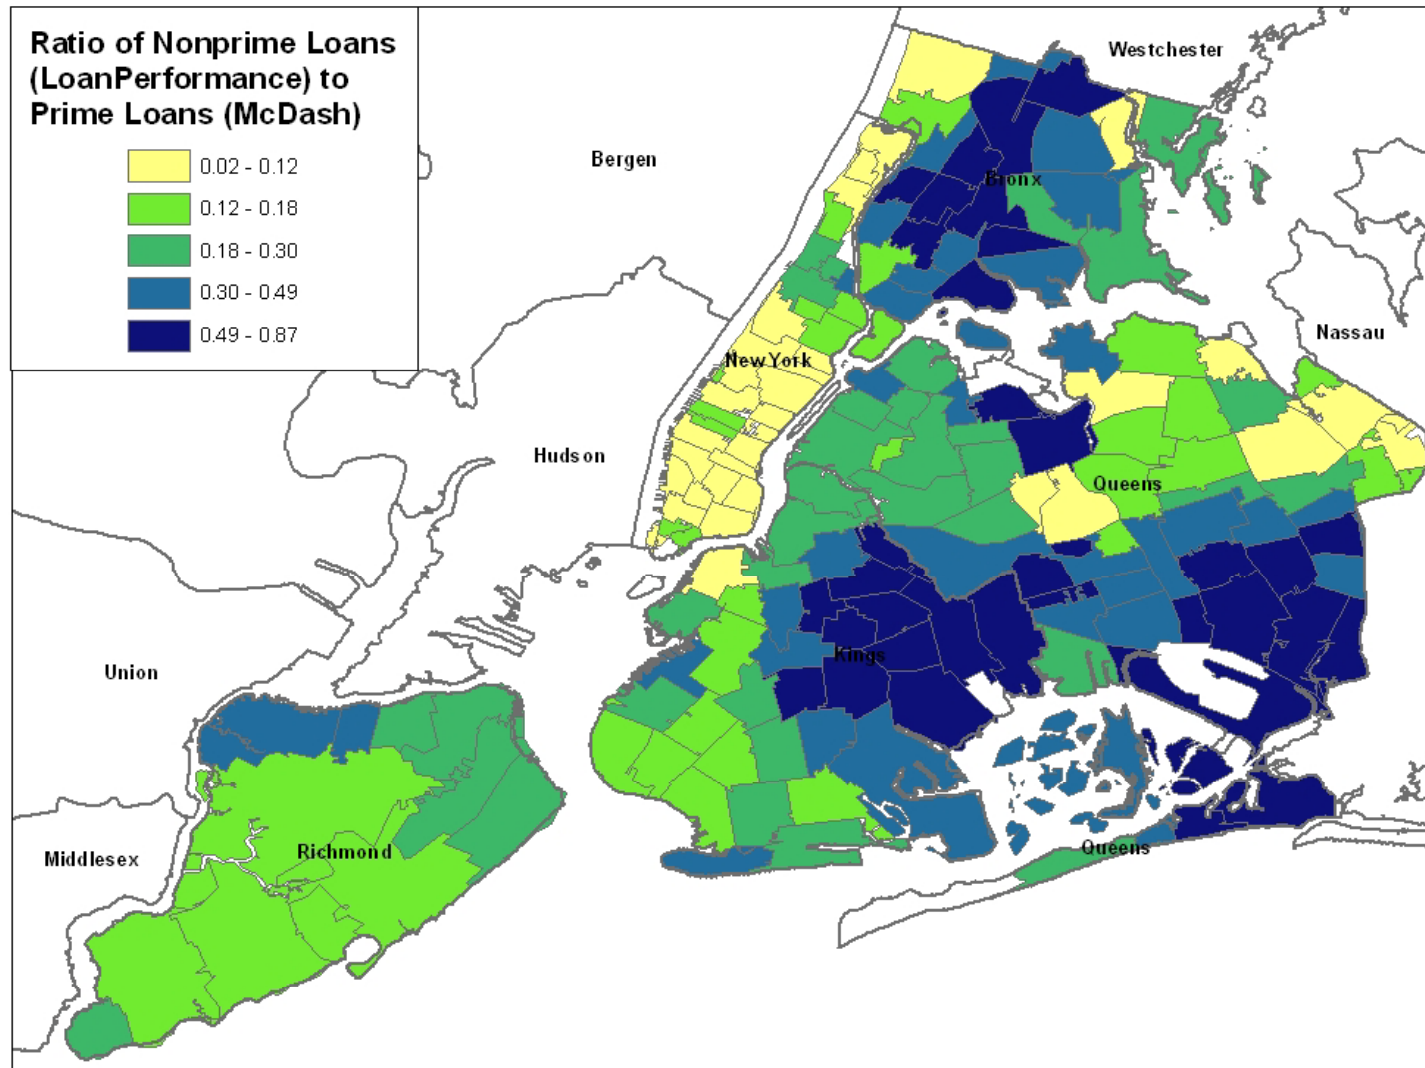 Ratio of Nonprime Loans
(LoanPerformance) to
Prime Loans (McDash)
0.02 - 0.12
0.12 - 0.18
0.18 - 0.30
0.30 - 0.49
0.49 - 0.87
Westchester
Bergen
Bronx
Nassau
New York
Hudson
Queens
Kings
Union
Richmond
Middlesex
Queens